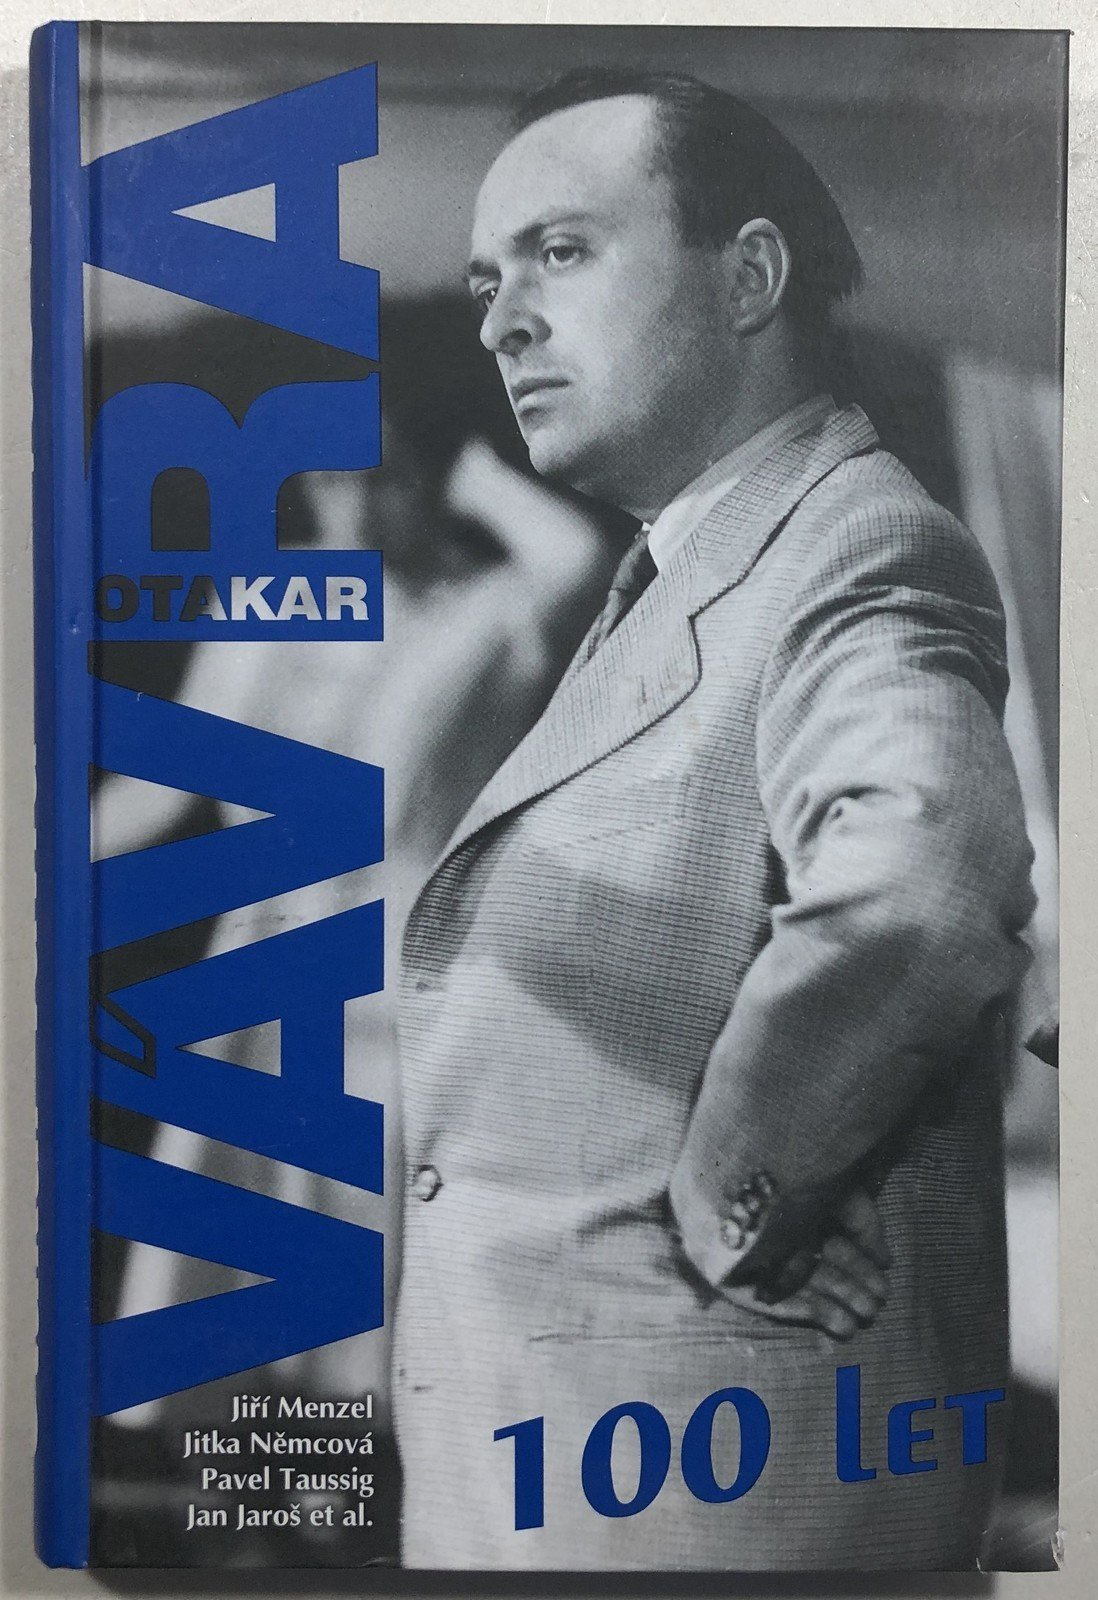 OTAKAR
VÁVRA
Jiří Menzel
Jitka Němcová
Pavel Taussig
Jan Jaroš et al.
100 LET